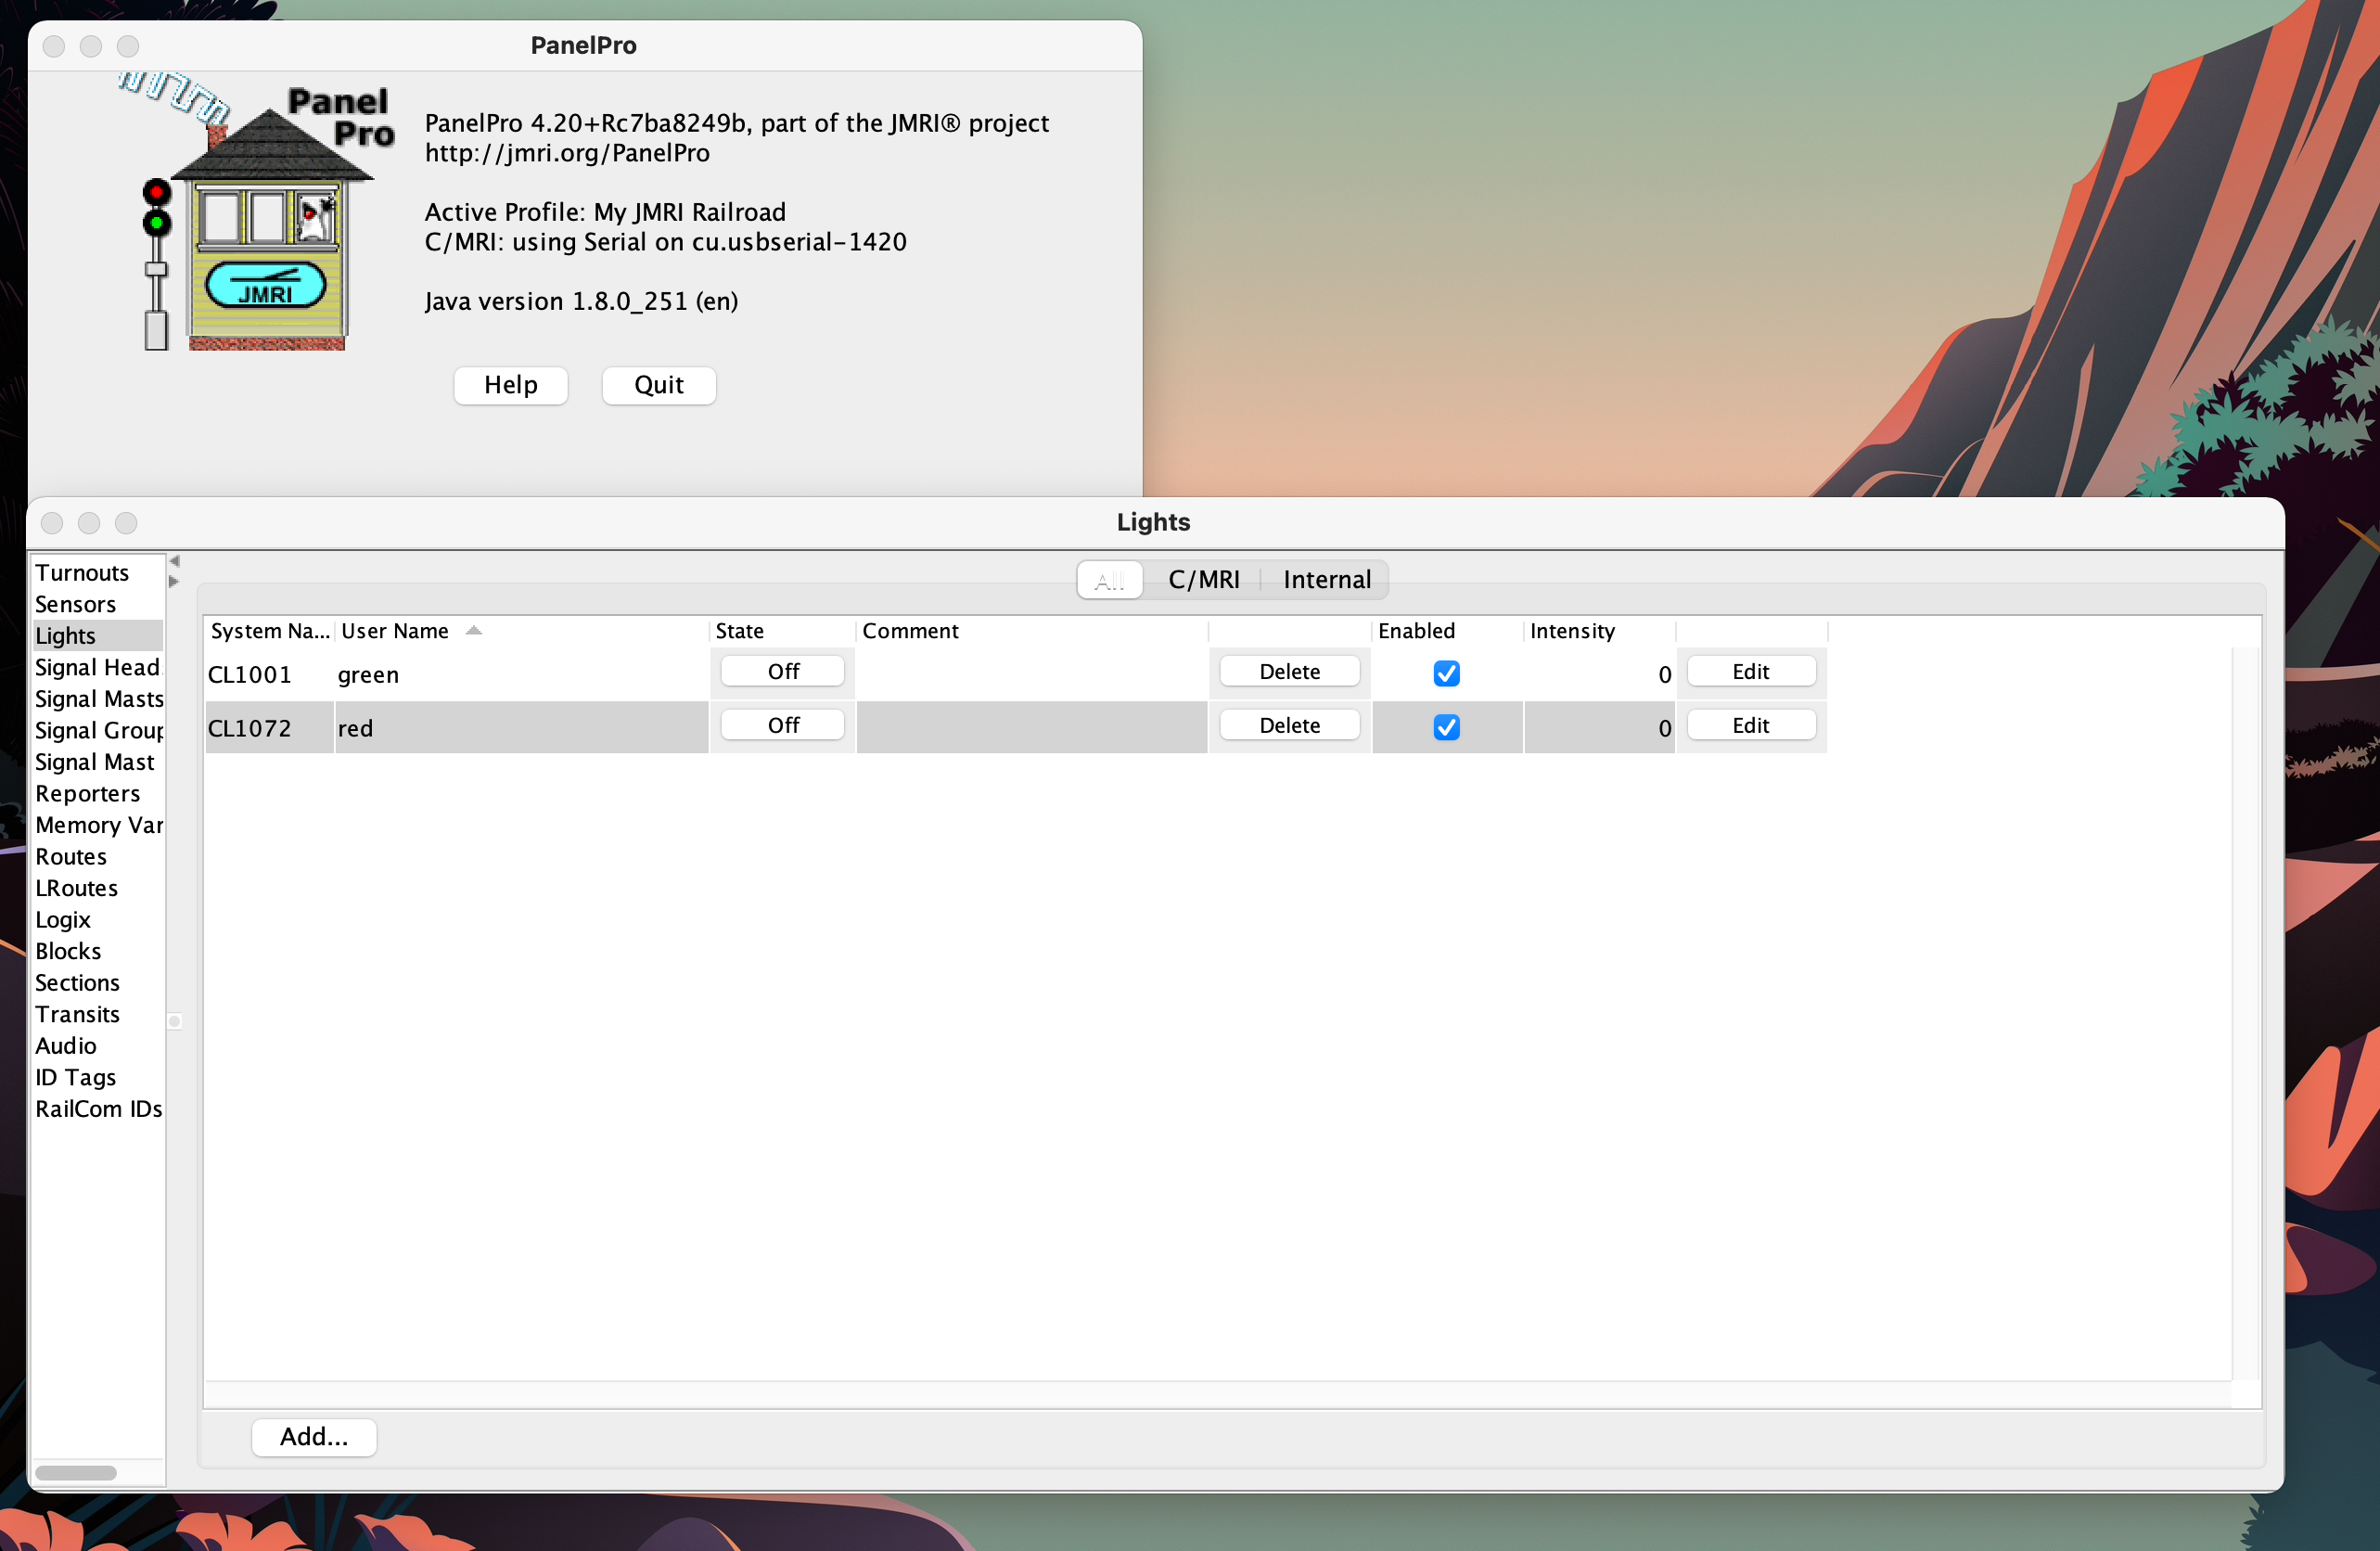 PanelPro
Panel
Pro
JMRI
PanelPro 4.20+Rc7ba8249b, part of the JMRI® project
http://jmri.org/PanelPro
Active Profile: My JMRI Railroad
C/MRI: using Serial on cu.usbserial-1420
Java version 1.8.0_251 (en)
Help Quit
Lights
Turnouts
Sensors
Lights
Signal Head
Signal Masts
Signal Group
Signal Mast
Reporters
Memory Var
Routes
LRoutes
Logix
Blocks
Sections
Transits
Audio
ID Tags
RailCom IDs
All C/MRI Internal
System Na... User Name State Comment Enabled Intensity
CL1001 green Off Delete 0 Edit
CL1072 red Off Delete 0 Edit
Add...